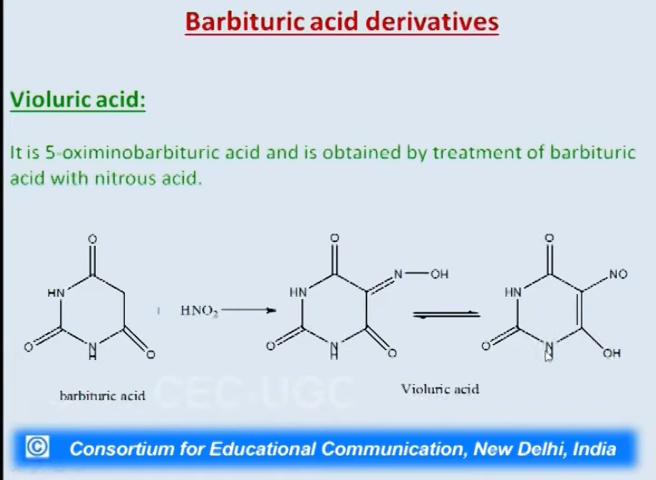 Barbituric acid derivatives
Violuric acid:
It is 5-oximinobarbituric acid and is obtained by treatment of barbituric
acid with nitrous acid.
O
O
O
HN
HN
N
OH
HN
NO
HNO₂
O
N
H
O
O
N
H
O
O
N
H
OH
barbituric acid
Violuric acid
CEC-UGC
© Consortium for Educational Communication, New Delhi, India